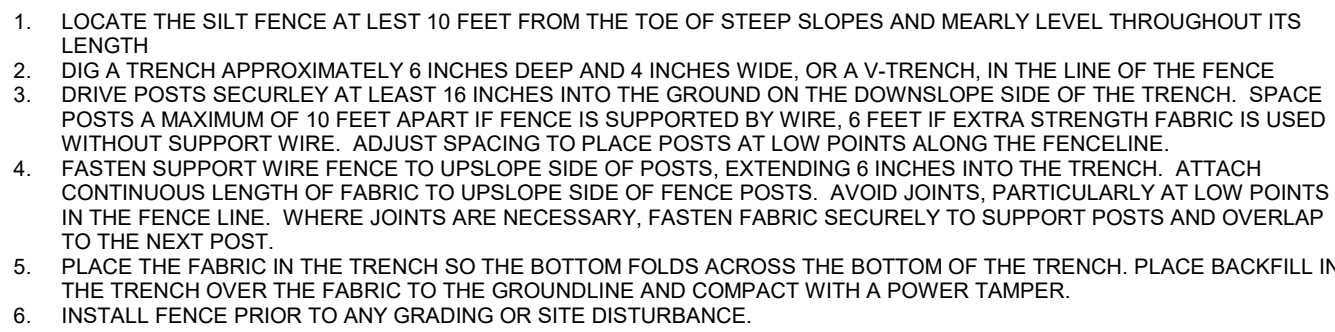 1. LOCATE THE SILT FENCE AT LEST 10 FEET FROM THE TOE OF STEEP SLOPES AND MEARLY LEVEL THROUGHOUT ITS
LENGTH
2. DIG A TRENCH APPROXIMATELY 6 INCHES DEEP AND 4 INCHES WIDE, OR A V-TRENCH, IN THE LINE OF THE FENCE
3. DRIVE POSTS SECURLEY AT LEAST 16 INCHES INTO THE GROUND ON THE DOWNSLOPE SIDE OF THE TRENCH. SPACE
POSTS A MAXIMUM OF 10 FEET APART IF FENCE IS SUPPORTED BY WIRE, 6 FEET IF EXTRA STRENGTH FABRIC IS USED
WITHOUT SUPPORT WIRE. ADJUST SPACING TO PLACE POSTS AT LOW POINTS ALONG THE FENCELINE.
4. FASTEN SUPPORT WIRE FENCE TO UPSLOPE SIDE OF POSTS, EXTENDING 6 INCHES INTO THE TRENCH. ATTACH
CONTINUOUS LENGTH OF FABRIC TO UPSLOPE SIDE OF FENCE POSTS. AVOID JOINTS, PARTICULARLY AT LOW POINTS
IN THE FENCE LINE. WHERE JOINTS ARE NECESSARY, FASTEN FABRIC SECURELY TO SUPPORT POSTS AND OVERLAP
TO THE NEXT POST.
5. PLACE THE FABRIC IN THE TRENCH SO THE BOTTOM FOLDS ACROSS THE BOTTOM OF THE TRENCH. PLACE BACKFILL IN
THE TRENCH OVER THE FABRIC TO THE GROUNDLINE AND COMPACT WITH A POWER TAMPER.
6. INSTALL FENCE PRIOR TO ANY GRADING OR SITE DISTURBANCE.